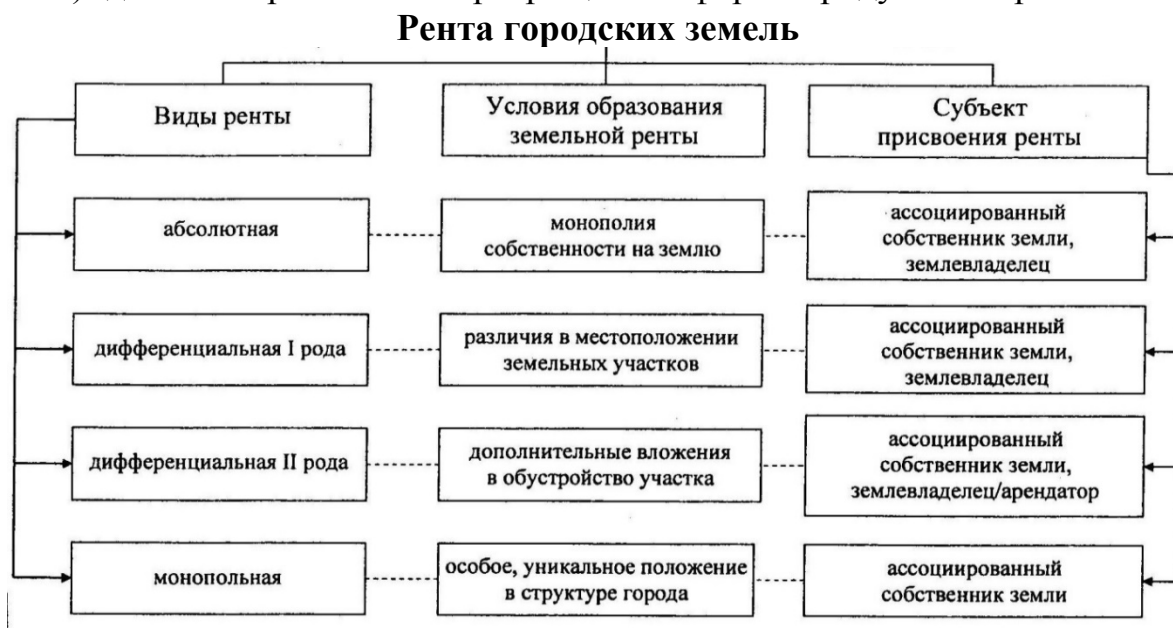 Рента городских земель
Виды ренты
Условия образования
земельной ренты
Субъект
присвоения ренты
абсолютная
монополия
собственности на землю
ассоциированный
собственник земли,
землевладелец
дифференциальная I рода
различия в местоположении
земельных участков
ассоциированный
собственник земли,
землевладелец
дифференциальная II рода
дополнительные вложения
в обустройство участка
ассоциированный
собственник земли,
землевладелец/арендатор
монопольная
особое, уникальное положение
в структуре города
ассоциированный
собственник земли